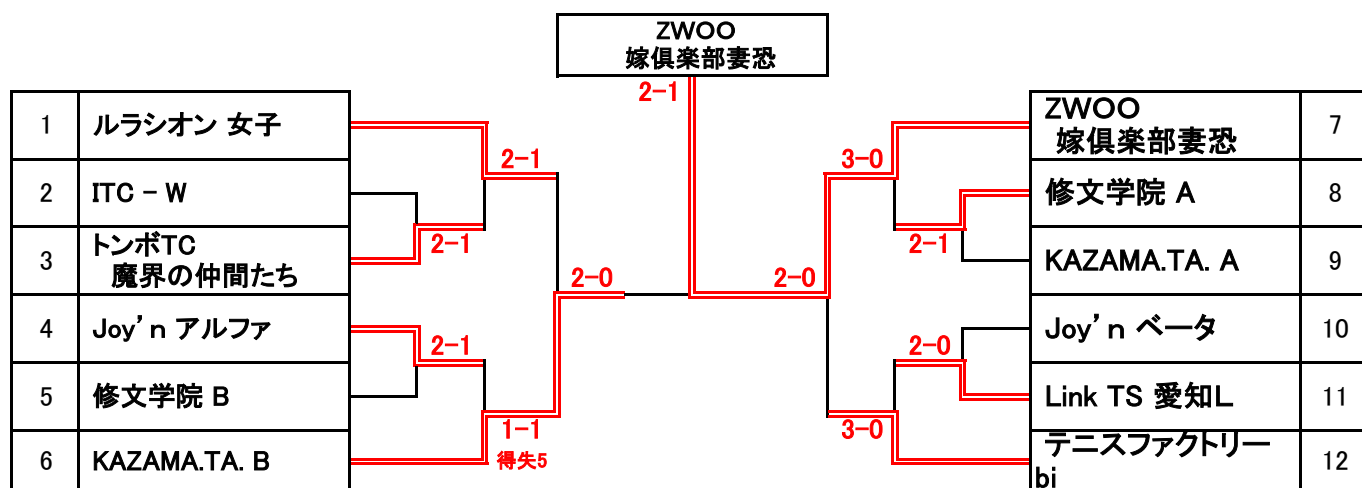 ZWOO
嫁倶楽部妻恐
2-1
1 ルラシオン 女子
2-1
2 ITC - W
2-1
3 トンボTC
魔界の仲間たち
2-0
4 Joy'n アルファ
2-1
5 修文学院 B
1-1
得失5
6 KAZAMA.TA. B
ZWOO
嫁倶楽部妻恐 7
3-0
修文学院 A 8
2-1
KAZAMA.TA. A 9
2-0
Joy'n ベータ 10
2-0
Link TS 愛知L 11
3-0
テニスファクトリー
bi 12